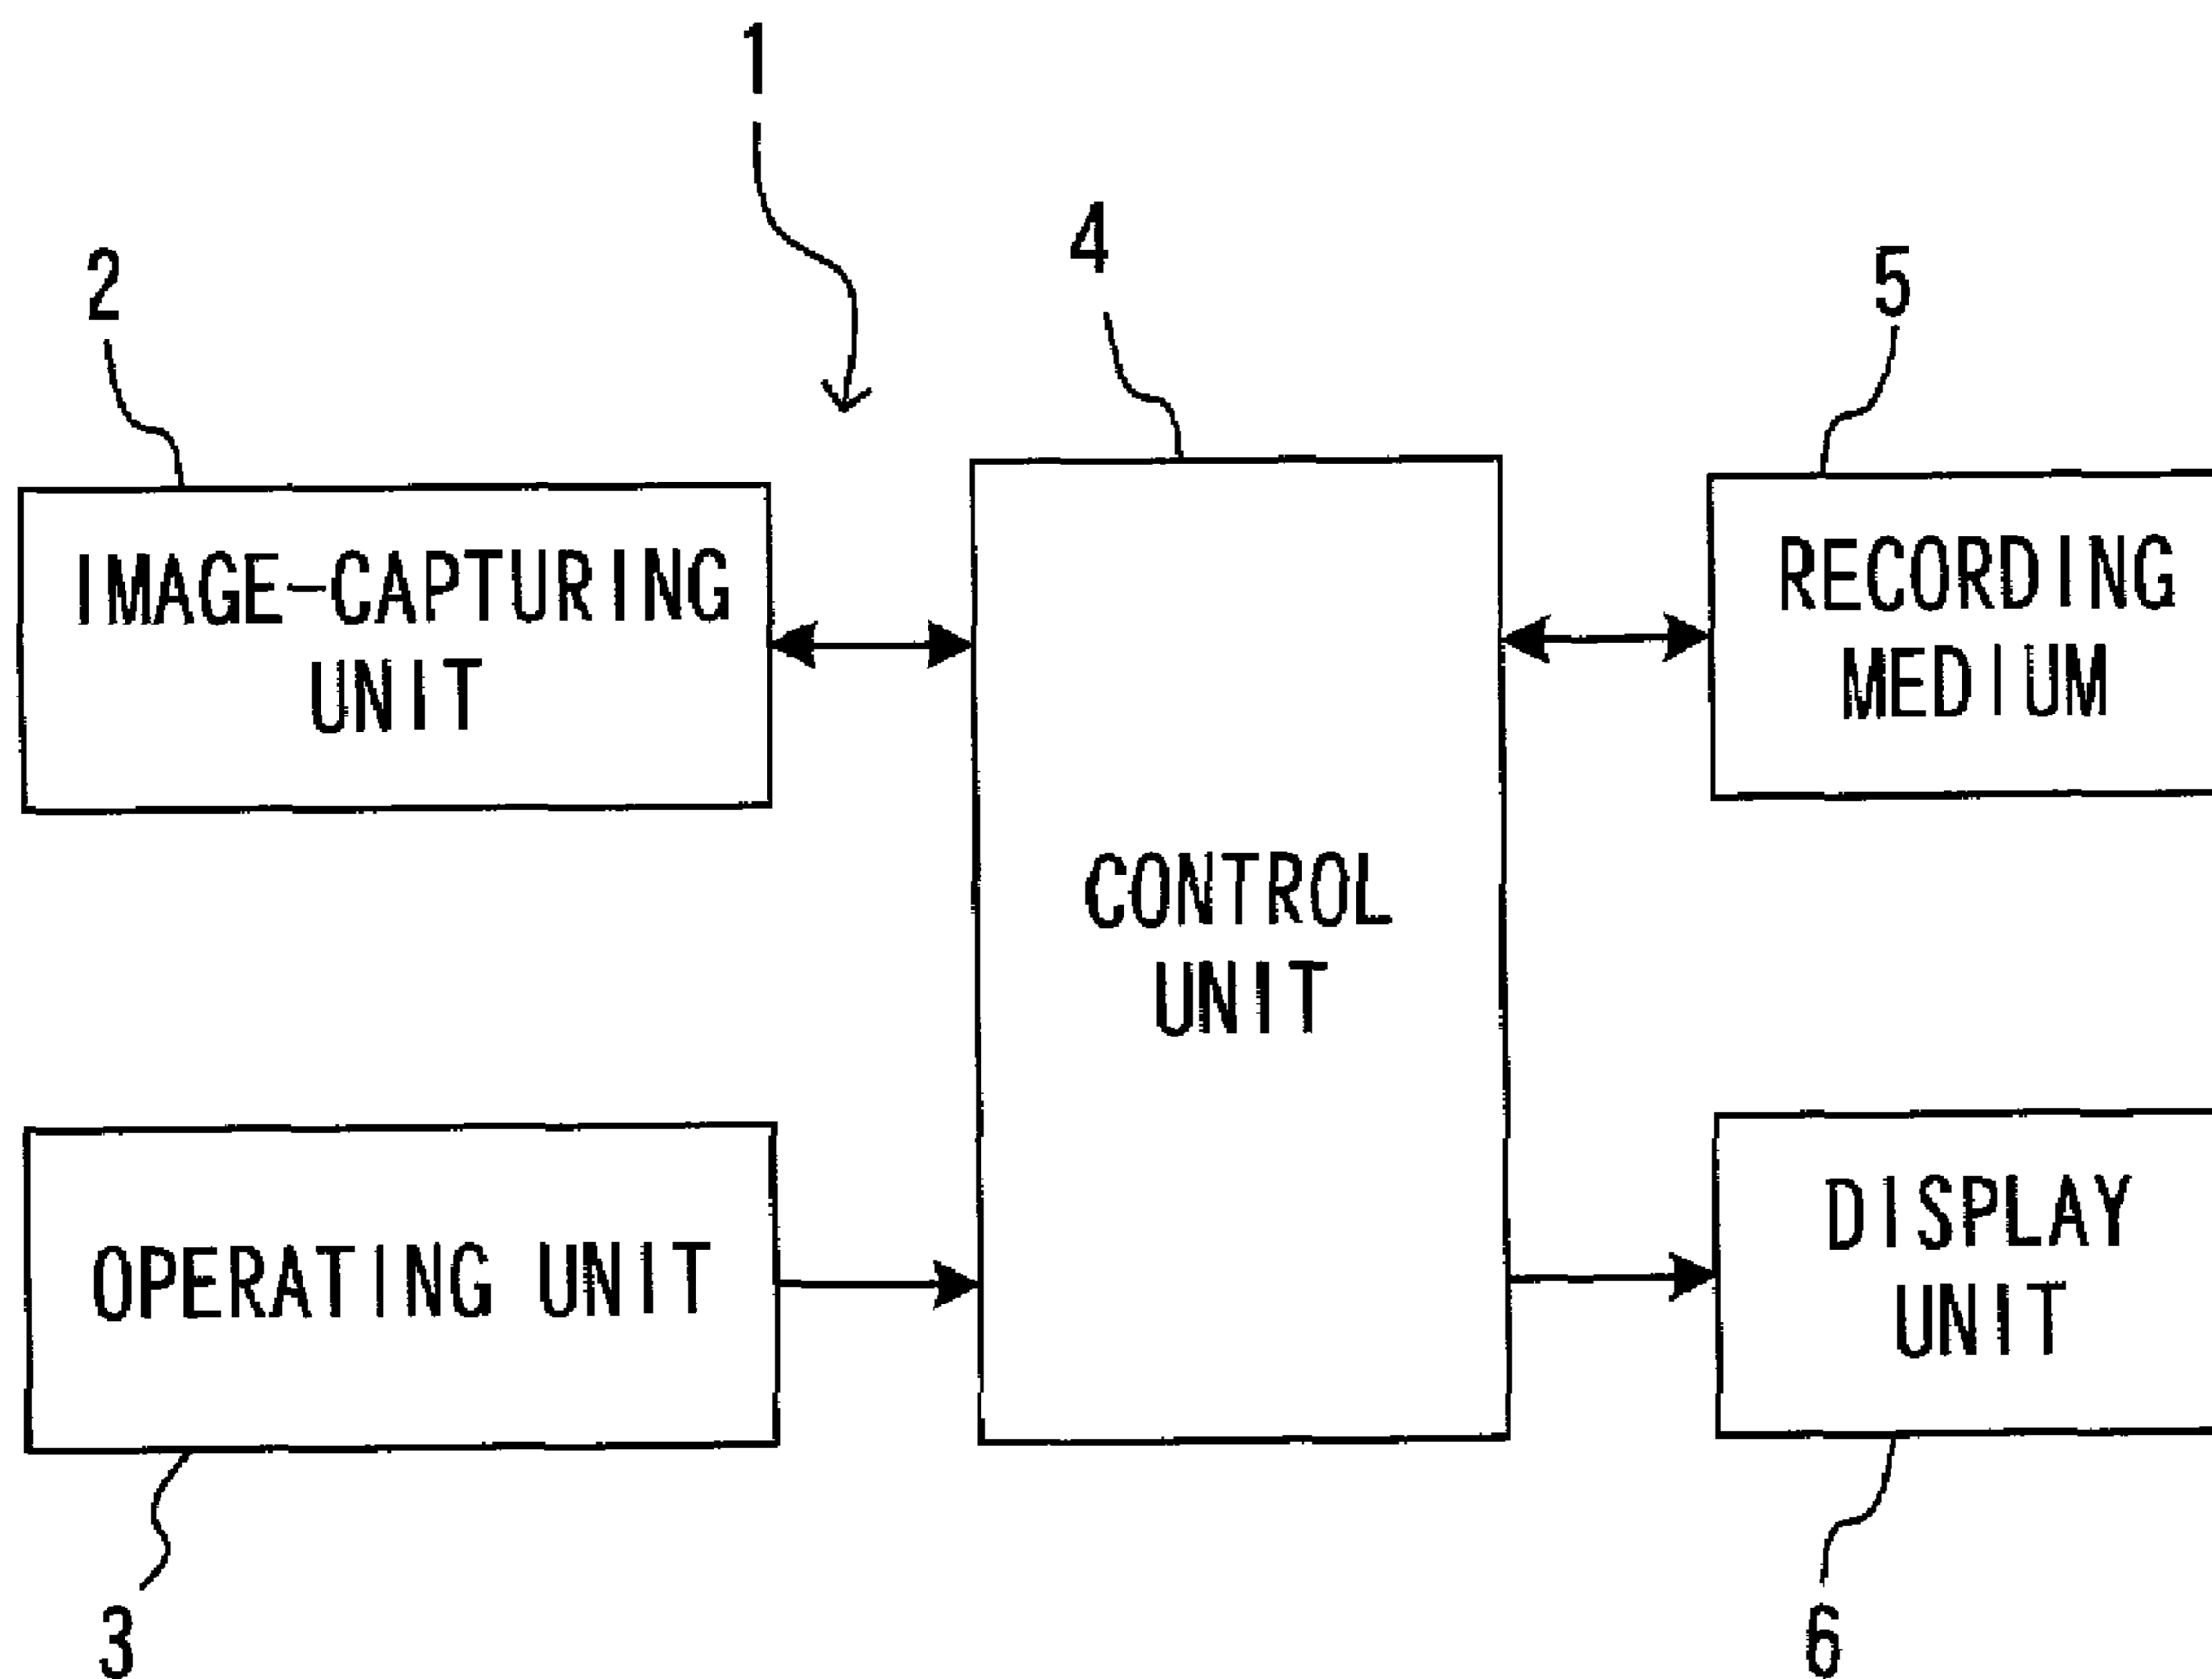 1
2
4
5
IMAGE-CAPTURING
UNIT
CONTROL
UNIT
RECORDING
MEDIUM
OPERATING UNIT
DISPLAY
UNIT
3
6